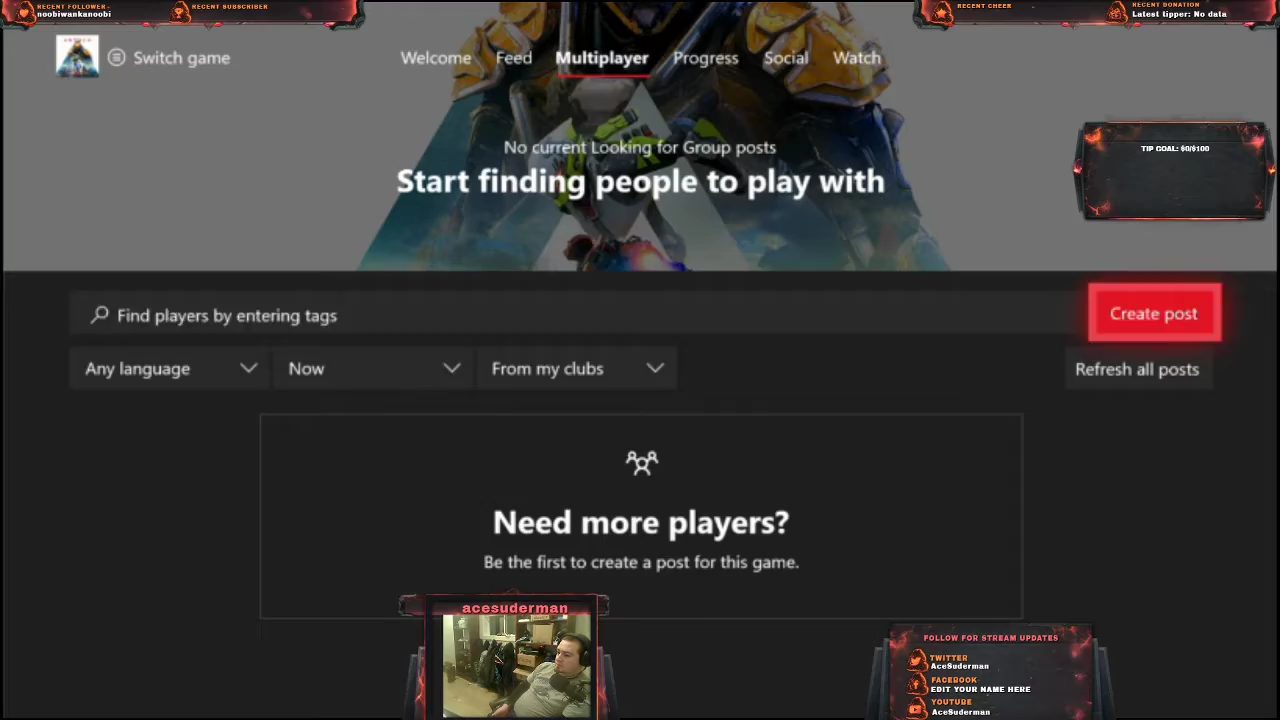 RECENT FOLLOWER-
noobiwankanoobi
RECENT SUBSCRIBER
RECENT CHEER
RECENT DONATION
Latest tipper: No data
Switch game
Welcome Feed Multiplayer Progress Social Watch
No current Looking for Group posts
Start finding people to play with
TIP GOAL: $0/$100
Find players by entering tags
Create post
Any language Now From my clubs
Refresh all posts
Need more players?
Be the first to create a post for this game.
acesuderman
FOLLOW FOR STREAM UPDATES
TWITTER
AceSuderman
FACEBOOK
EDIT YOUR NAME HERE
YOUTUBE
AceSuderman